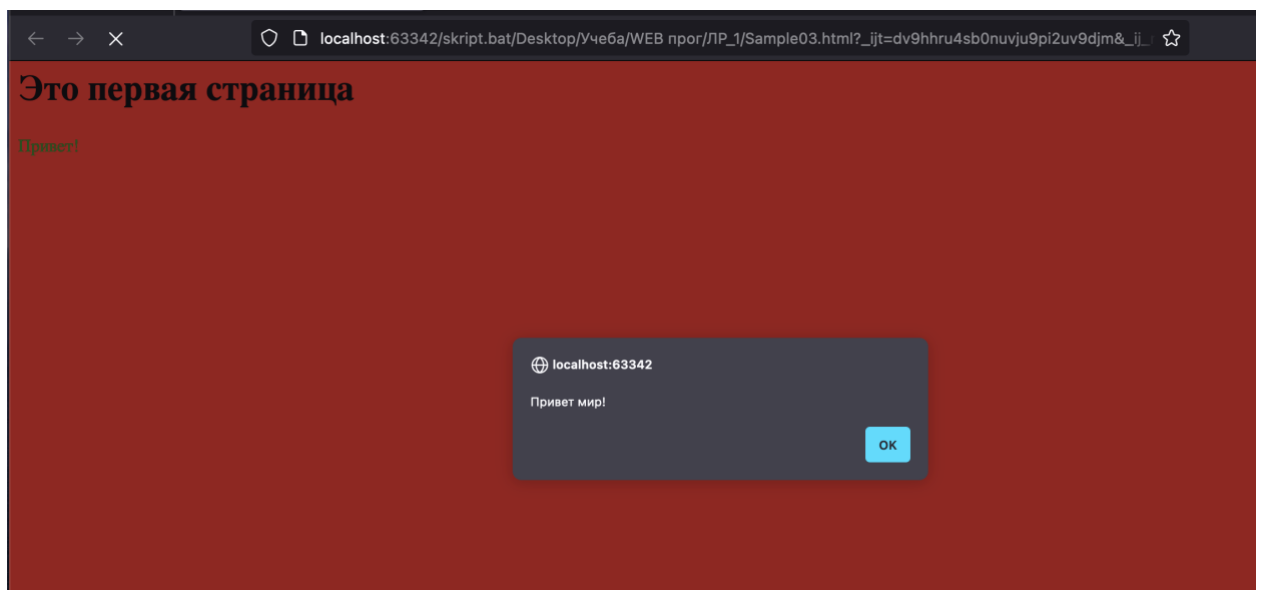 localhost:63342/skript.bat/Desktop/Учеба/WEB прог/ЛР_1/Sample03.html?_ijt=dv9hhru4sb0nuvju9pi2uv9djm&_ij_
Это первая страница
Привет!
localhost:63342
Привет мир!
OK